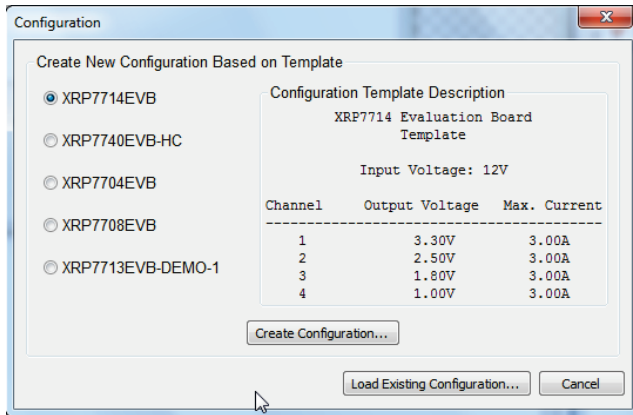 Configuration
Create New Configuration Based on Template
XRP7714EVB
XRP7740EVB-HC
XRP7704EVB
XRP7708EVB
XRP7713EVB-DEMO-1
Configuration Template Description
XRP7714 Evaluation Board
Template
Input Voltage: 12V
Channel Output Voltage Max. Current
----------------------------------------------
1 3.30V 3.00A
2 2.50V 3.00A
3 1.80V 3.00A
4 1.00V 3.00A
Create Configuration...
Load Existing Configuration... Cancel